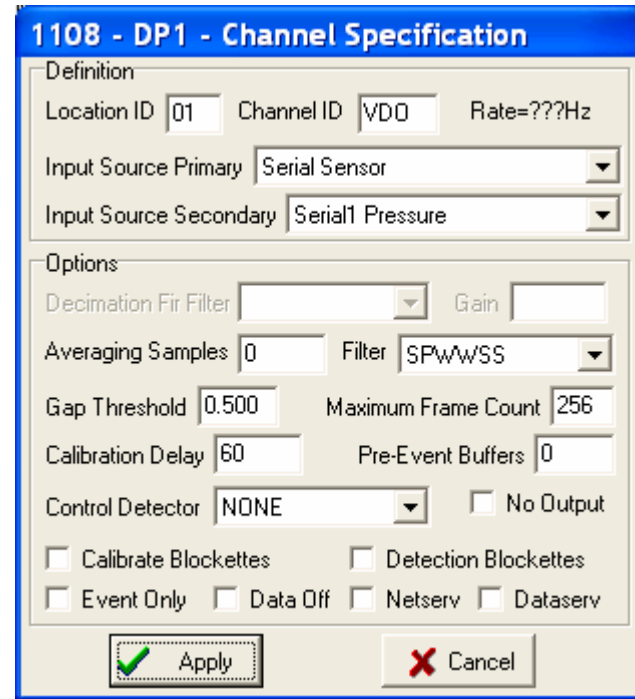 1108 - DP1 - Channel Specification
Definition
Location ID 01 Channel ID VDO Rate=???Hz
Input Source Primary Serial Sensor
Input Source Secondary Serial1 Pressure
Options
Decimation Fir Filter Gain
Averaging Samples 0 Filter SPWWSS
Gap Threshold 0.500 Maximum Frame Count 256
Calibration Delay 60 Pre-Event Buffers 0
Control Detector NONE No Output
Calibrate Blockettes Detection Blockettes
Event Only Data Off Netserv Dataserv
Apply Cancel